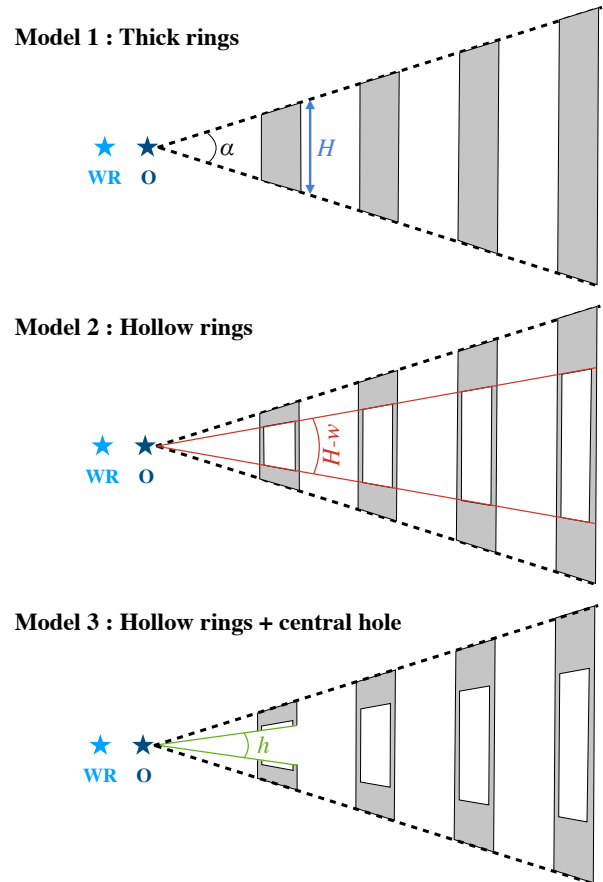 Model 1 : Thick rings
α
H
WR O
Model 2 : Hollow rings
H-w
WR O
Model 3 : Hollow rings + central hole
h
WR O